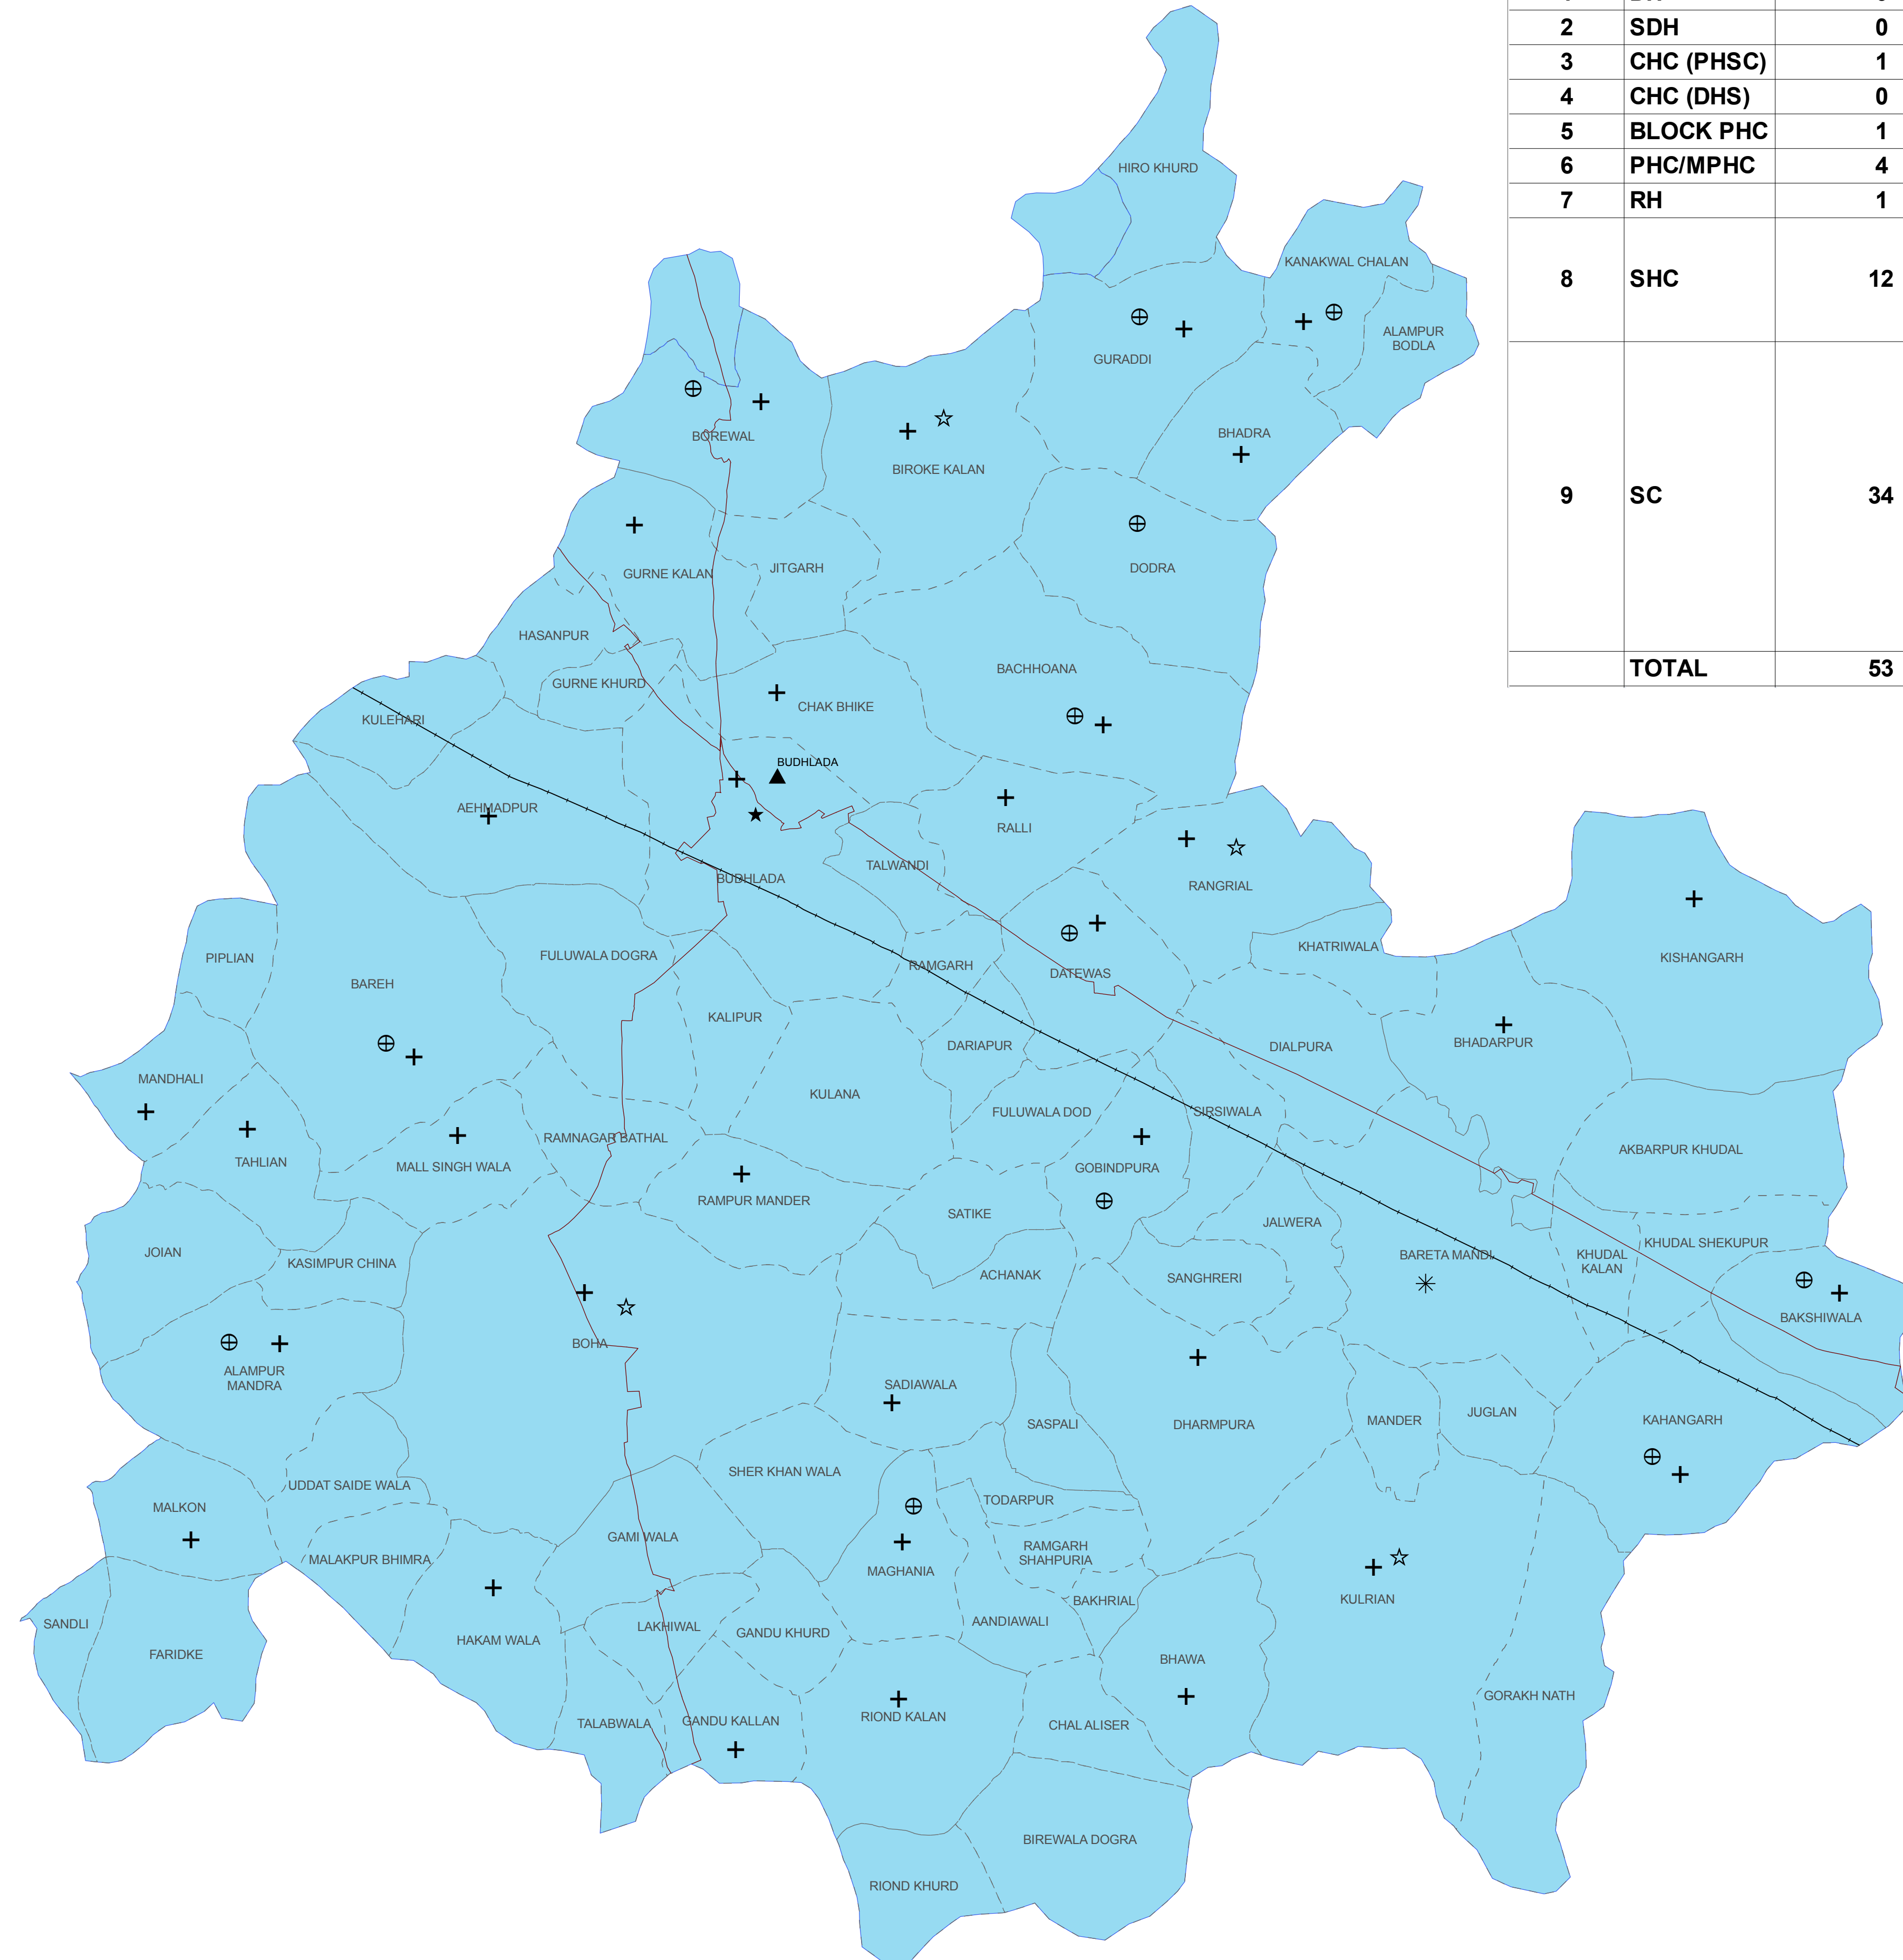 2 SDH 0
3 CHC (PHSC) 1
4 CHC (DHS) 0
5 BLOCK PHC 1
6 PHC/MPHC 4
7 RH 1
8 SHC 12
9 SC 34
TOTAL 53
HIRO KHURD
KANAKWAL CHALAN
ALAMPUR
BODLA
GURADDI
BOREWAL
BHADRA
BIROKE KALAN
GURNE KALAN
JITGARH
DODRA
HASANPUR
BACHHOANA
GURNE KHURD
CHAK BHIKE
KULEHARI
BUDHLADA
AEHMADPUR
RALLI
TALWANDI
BUDHLADA
RANGRIAL
KHATRIWALA
PIPLIAN
FULUWALA DOGRA
KISHANGARH
RAMGARH
DATEWAS
BAREH
KALIPUR
BHADARPUR
DARIAPUR
DIALPURA
MANDHALI
KULANA
FULUWALA DOD
SIRSIWALA
RAMNAGAR BATHAL
AKBARPUR KHUDAL
TAHLIAN
MALL SINGH WALA
GOBINDPURA
RAMPUR MANDER
SATIKE
JALWERA
JOIAN
KHUDAL SHEKUPUR
KASIMPUR CHINA
BARETA MANDI
KHUDAL
KALAN
ACHANAK
SANGHRERI
BAKSHIWALA
BOHA
ALAMPUR
MANDRA
SADIAWALA
JUGLAN
MANDER
KAHANGARH
SASPALI
DHARMPURA
SHER KHAN WALA
UDDAT SAIDE WALA
TODARPUR
MALKON
GAMI WALA
RAMGARH
SHAHPURIA
MALAKPUR BHIMRA
MAGHANIA
KULRIAN
BAKHRIAL
SANDLI
LAKHIWAL
AANDIAWALI
GANDU KHURD
HAKAM WALA
FARIDKE
BHAWA
GORAKH NATH
RIOND KALAN
GANDU KALLAN
TALABWALA
CHAL ALISER
BIREWALA DOGRA
RIOND KHURD